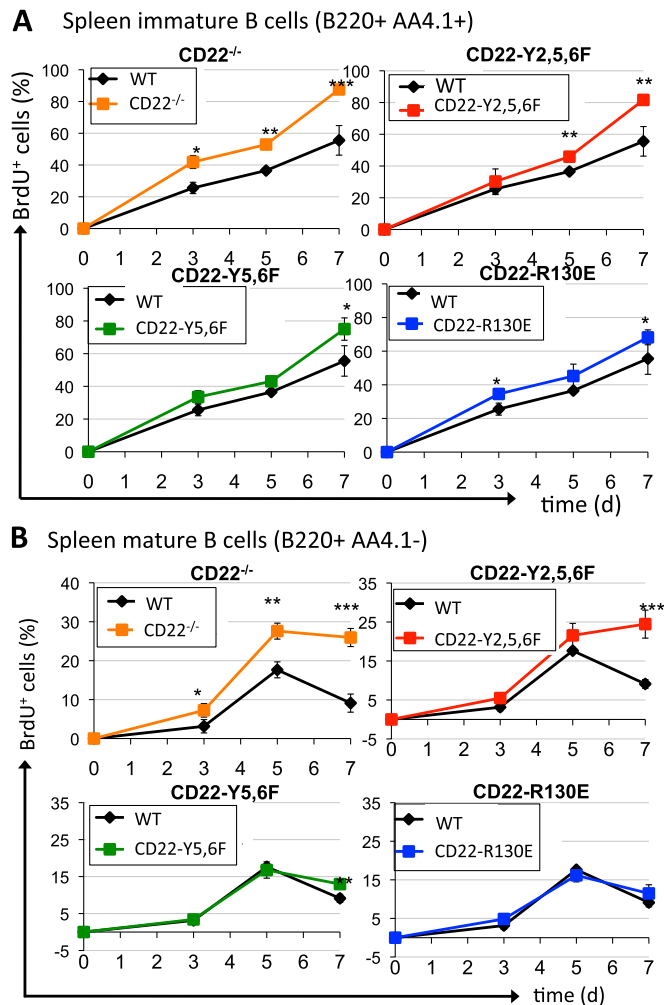 A Spleen immature B cells (B220+ AA4.1+)
CD22-/-
CD22-Y2,5,6F
BrdU+ cells (%)
100
80
60
40
20
0
WT
CD22-/-
*
**
***
0 1 2 3 4 5 6 7
100
80
60
40
20
0
WT
CD22-Y2,5,6F
**
**
0 1 2 3 4 5 6 7
CD22-Y5,6F
CD22-R130E
100
80
60
40
20
0
WT
CD22-Y5,6F
*
0 1 2 3 4 5 6 7
100
80
60
40
20
0
WT
CD22-R130E
*
*
0 1 2 3 4 5 6 7
time (d)
B Spleen mature B cells (B220+ AA4.1-)
CD22-/-
CD22-Y2,5,6F
BrdU+ cells (%)
40
30
20
10
0
WT
CD22-/-
*
**
***
0 1 2 3 4 5 6 7
35
25
15
5
-5
WT
CD22-Y2,5,6F
***
0 1 2 3 4 5 6 7
CD22-Y5,6F
CD22-R130E
35
25
15
5
-5
WT
CD22-Y5,6F
**
0 1 2 3 4 5 6 7
35
25
15
5
-5
WT
CD22-R130E
0 1 2 3 4 5 6 7
time (d)